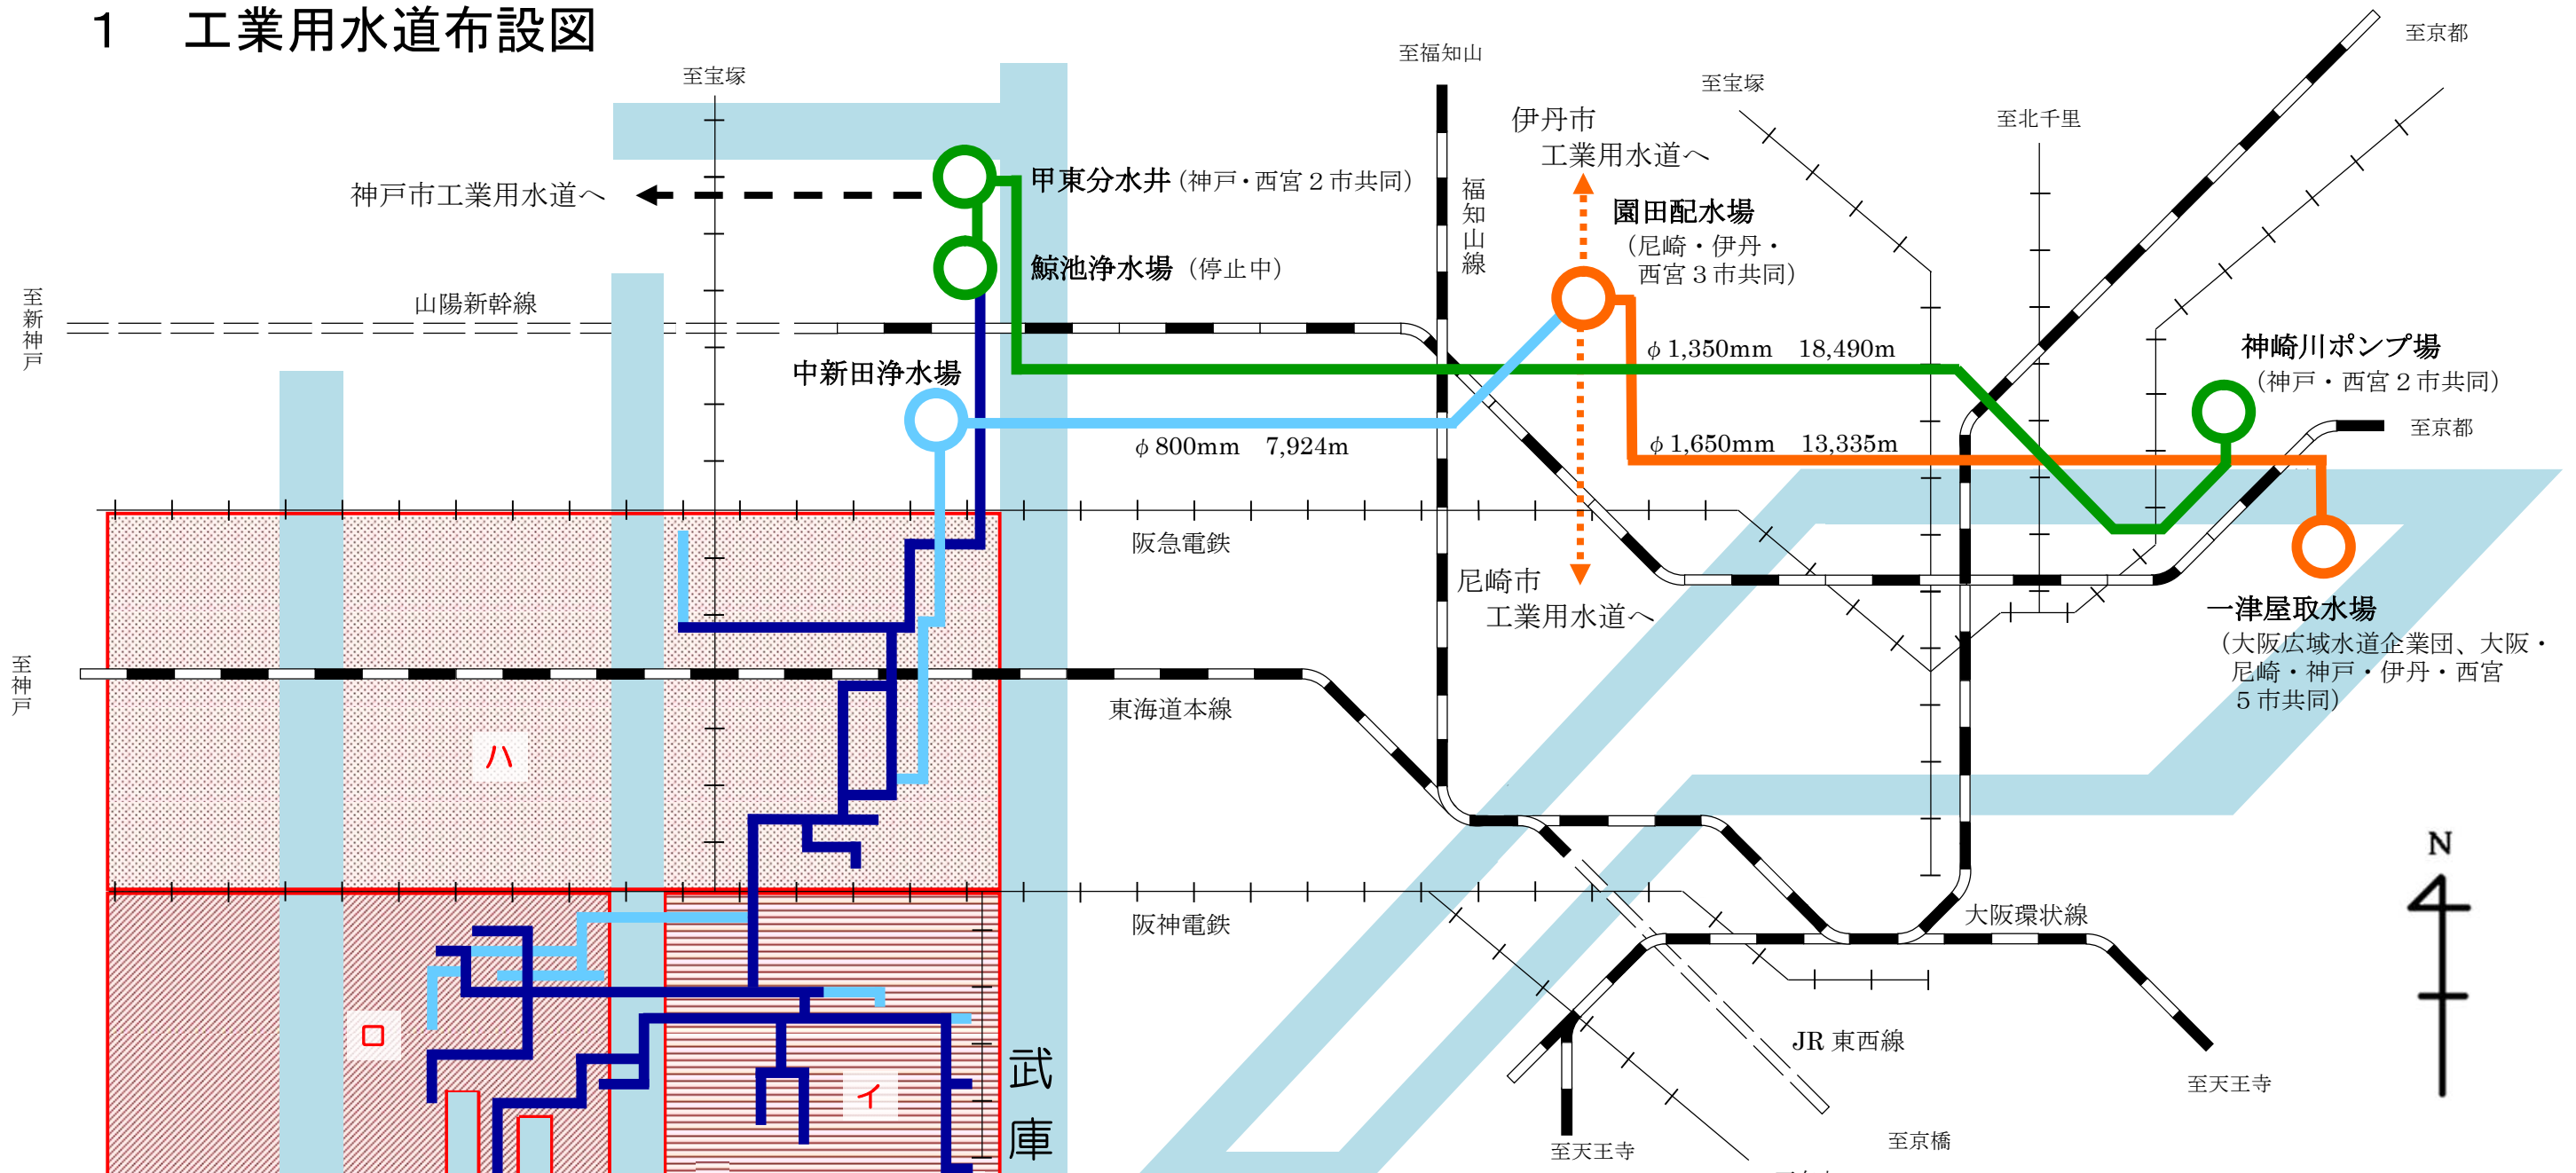 1 工業用水道布設図
至宝塚
至福知山
至宝塚
至京都
至北千里
伊丹市
工業用水道へ
神戸市工業用水道へ
甲東分水井（神戸・西宮２市共同）
福知山線
園田配水場
（尼崎・伊丹・
西宮３市共同）
鯨池浄水場（停止中）
至新神戸
山陽新幹線
中新田浄水場
φ1,350mm 18,490m
神崎川ポンプ場
（神戸・西宮２市共同）
至京都
φ800mm 7,924m
φ1,650mm 13,335m
阪急電鉄
尼崎市
工業用水道へ
一津屋取水場
（大阪広域水道企業団、大阪・
尼崎・神戸・伊丹・西宮
５市共同）
至神戸
東海道本線
ハ
N
阪神電鉄
大阪環状線
ロ
イ
武庫
JR東西線
至天王寺
至京橋
至天王寺